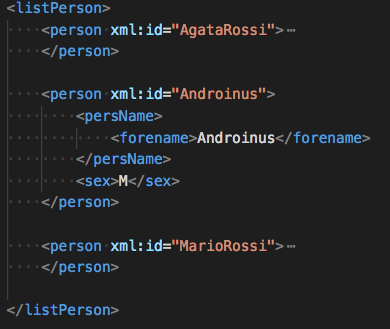 <listPerson>
<person xml:id="AgataRossi">…
</person>
<person xml:id="Androinus">
<persName>
<forename>Androinus</forename>
</persName>
<sex>M</sex>
</person>
<person xml:id="MarioRossi">…
</person>
</listPerson>